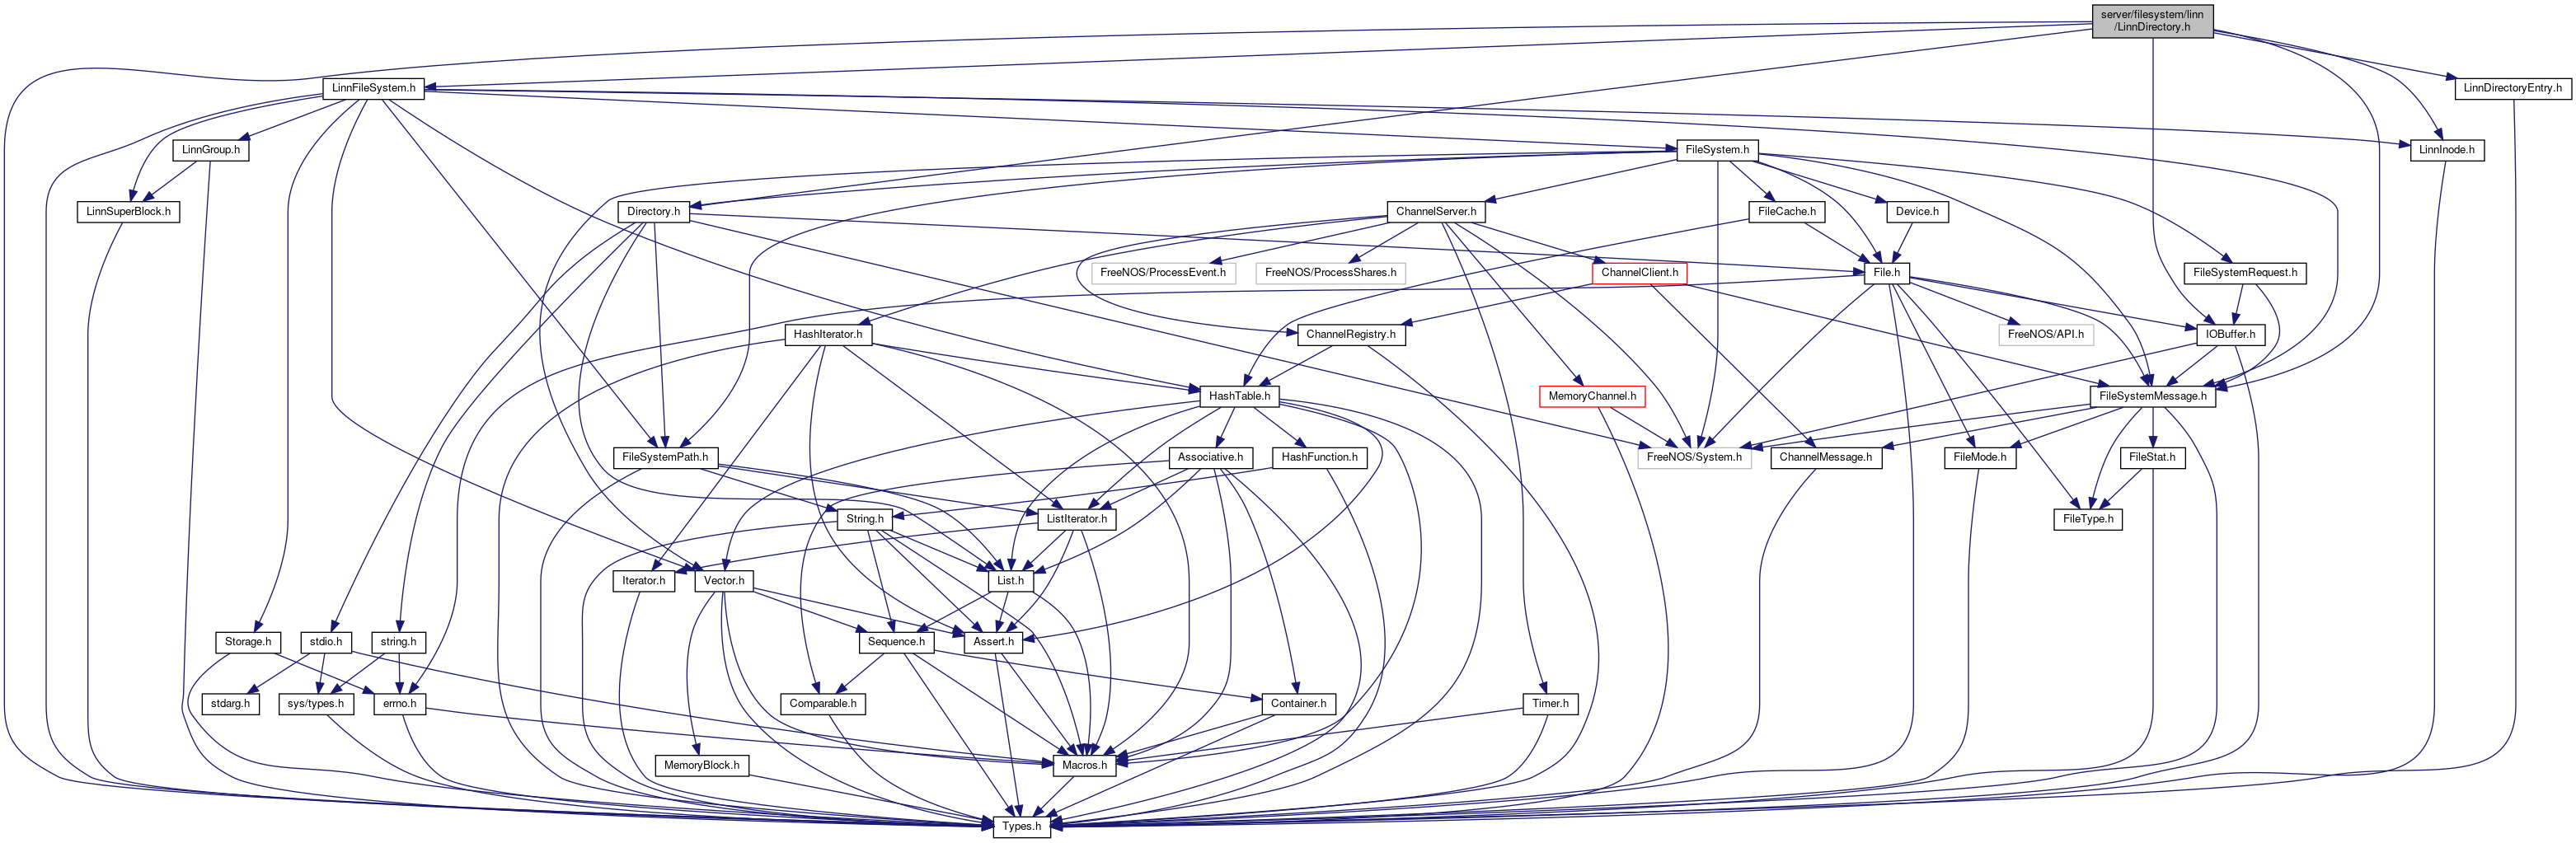 server/filesystem/linn
/LinnDirectory.h
LinnFileSystem.h
LinnDirectoryEntry.h
LinnGroup.h
FileSystem.h
LinnInode.h
LinnSuperBlock.h
Directory.h
ChannelServer.h
FileCache.h
Device.h
FreeNOS/ProcessEvent.h
FreeNOS/ProcessShares.h
ChannelClient.h
File.h
FileSystemRequest.h
HashIterator.h
ChannelRegistry.h
FreeNOS/API.h
IOBuffer.h
HashTable.h
MemoryChannel.h
FileSystemMessage.h
FileSystemPath.h
Associative.h
HashFunction.h
FreeNOS/System.h
ChannelMessage.h
FileMode.h
FileStat.h
String.h
ListIterator.h
FileType.h
Iterator.h
Vector.h
List.h
Storage.h
stdio.h
string.h
Sequence.h
Assert.h
stdarg.h
sys/types.h
errno.h
Comparable.h
Container.h
Timer.h
MemoryBlock.h
Macros.h
Types.h